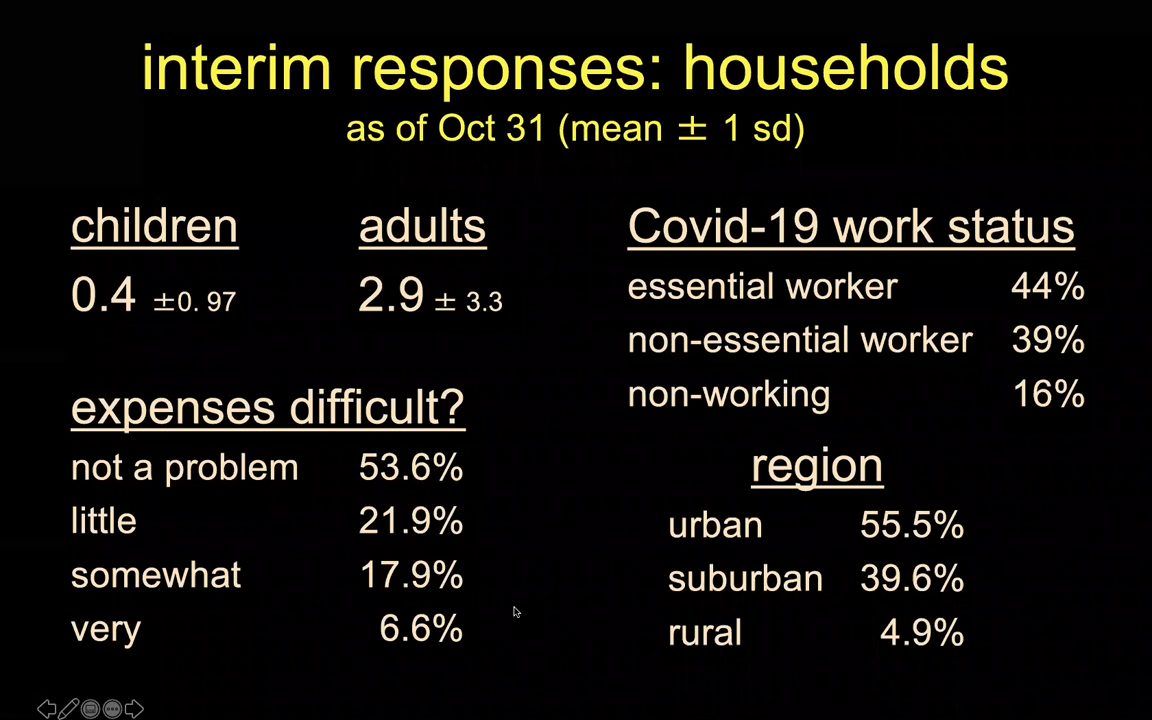 interim responses: households
as of Oct 31 (mean ± 1 sd)
children
0.4 ±0. 97
adults
2.9 ± 3.3
expenses difficult?
not a problem 53.6%
little 21.9%
somewhat 17.9%
very 6.6%
Covid-19 work status
essential worker 44%
non-essential worker 39%
non-working 16%
region
urban 55.5%
suburban 39.6%
rural 4.9%